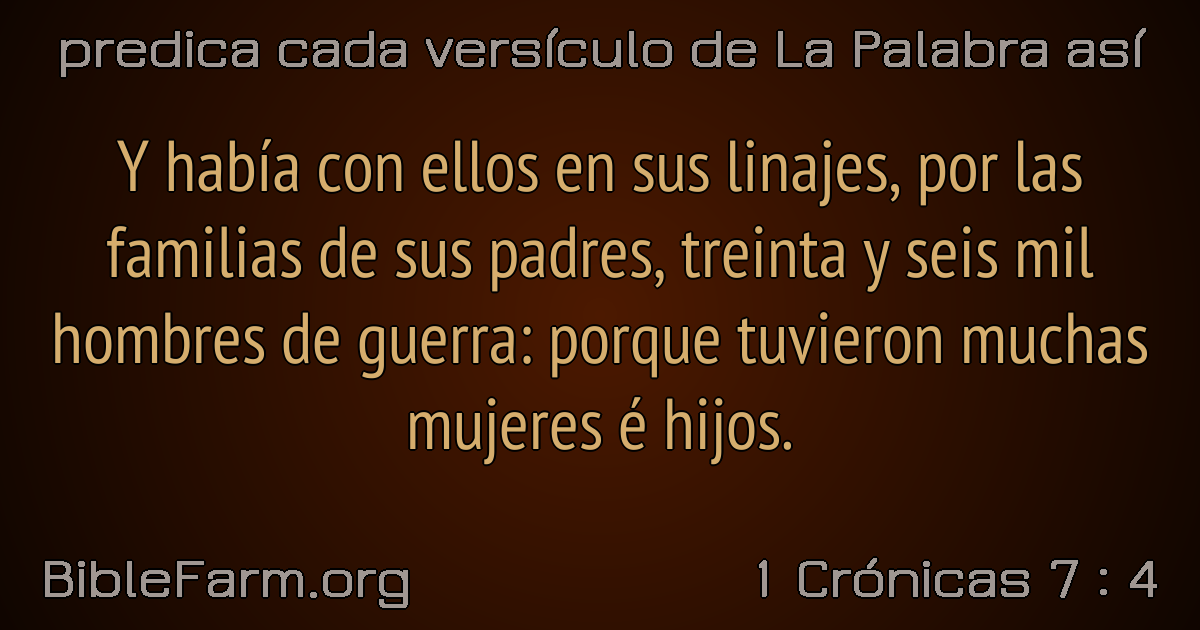 predica cada versículo de La Palabra así
Y había con ellos en sus linajes, por las
familias de sus padres, treinta y seis mil
hombres de guerra: porque tuvieron muchas
mujeres é hijos.
BibleFarm.org
1 Crónicas 7 : 4